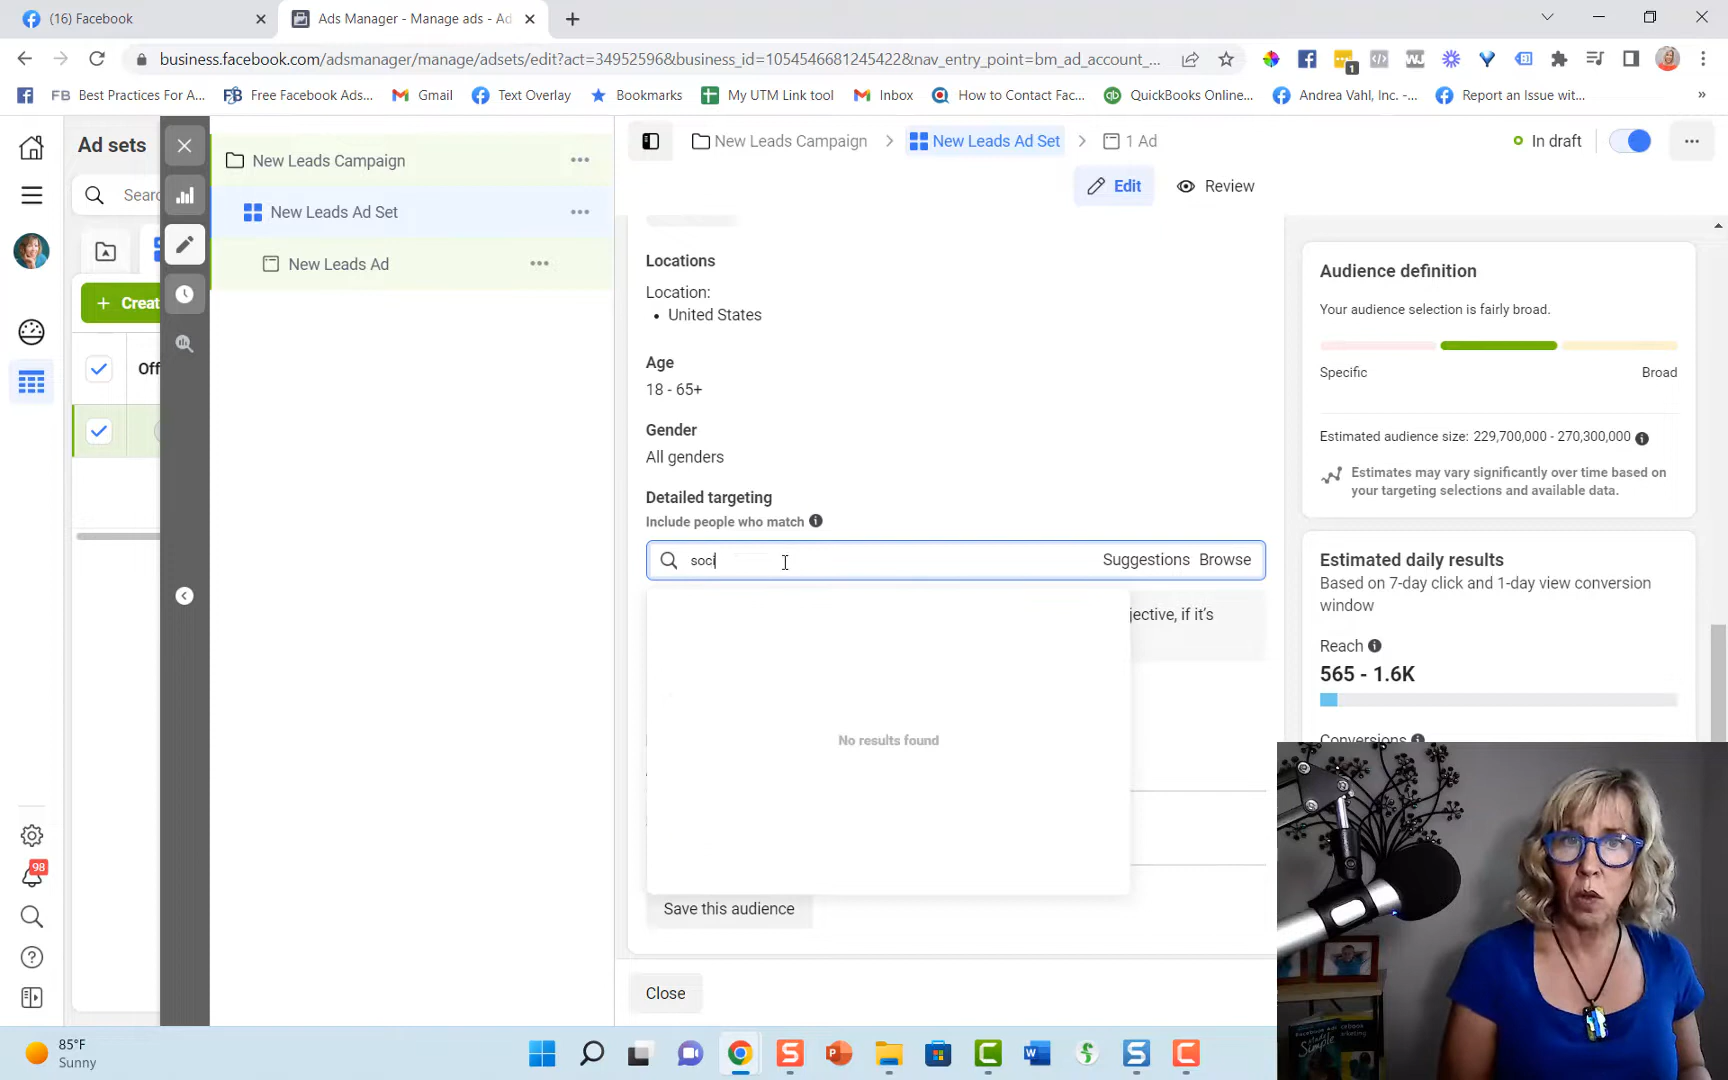 (16) Facebook
Ads Manager - Manage ads - Ad
business.facebook.com/adsmanager/manage/adsets/edit?act=34952596&business_id=1054546681245422&nav_entry_point=bm_ad_account_...
1
FB Best Practices For A...
Free Facebook Ads...
Gmail
Text Overlay
Bookmarks
My UTM Link tool
Inbox
How to Contact Fac...
QuickBooks Online...
Andrea Vahl, Inc. -...
Report an Issue wit...
»
Ad sets
New Leads Campaign
New Leads Campaign
New Leads Ad Set
1 Ad
In draft
Edit
Review
Sear
New Leads Ad Set
New Leads Ad
+ Creat
Off
Locations
Location:
• United States
Age
18 - 65+
Gender
All genders
Detailed targeting
Include people who match
soci
Suggestions
Browse
jective, if it's
No results found
Save this audience
Close
Audience definition
Your audience selection is fairly broad.
Specific
Broad
Estimated audience size: 229,700,000 - 270,300,000
Estimates may vary significantly over time based on
your targeting selections and available data.
Estimated daily results
Based on 7-day click and 1-day view conversion
window
Reach
565 - 1.6K
Conversions
98
85°F
Sunny
Facebook Ads
Made
Simple